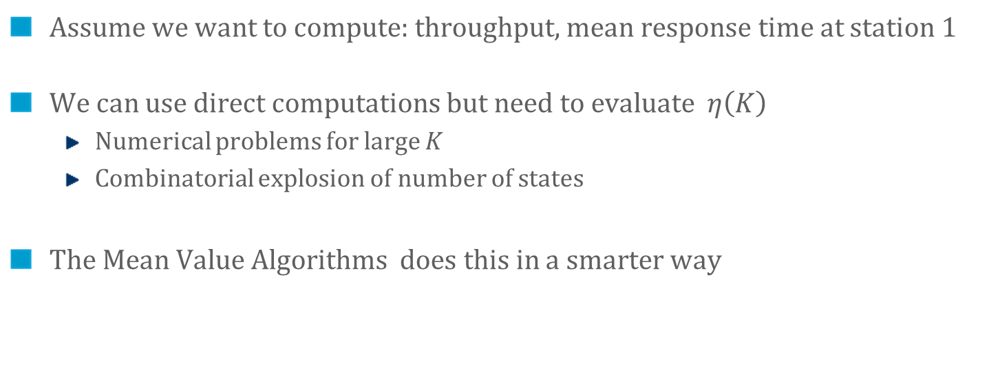 Assume we want to compute: throughput, mean response time at station 1
We can use direct computations but need to evaluate η(K)
Numerical problems for large K
Combinatorial explosion of number of states
The Mean Value Algorithms does this in a smarter way